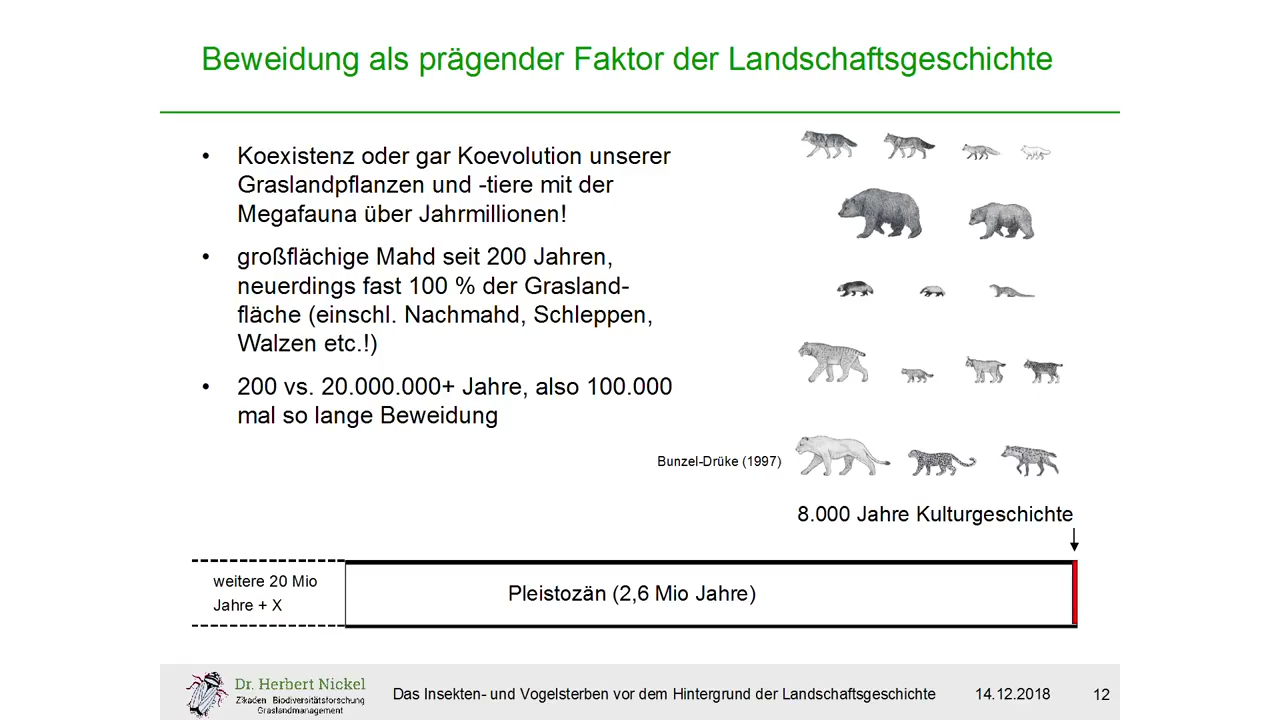 Beweidung als prägender Faktor der Landschaftsgeschichte
• Koexistenz oder gar Koevolution unserer
Graslandpflanzen und -tiere mit der
Megafauna über Jahrmillionen!
• großflächige Mahd seit 200 Jahren,
neuerdings fast 100 % der Grasland-
fläche (einschl. Nachmahd, Schleppen,
Walzen etc.!)
• 200 vs. 20.000.000+ Jahre, also 100.000
mal so lange Beweidung
Bunzel-Drüke (1997)
8.000 Jahre Kulturgeschichte
weitere 20 Mio
Jahre + X
Pleistozän (2,6 Mio Jahre)
Dr. Herbert Nickel
Zikaden Biodiversitätsforschung
Graslandmanagement
Das Insekten- und Vogelsterben vor dem Hintergrund der Landschaftsgeschichte
14.12.2018
12